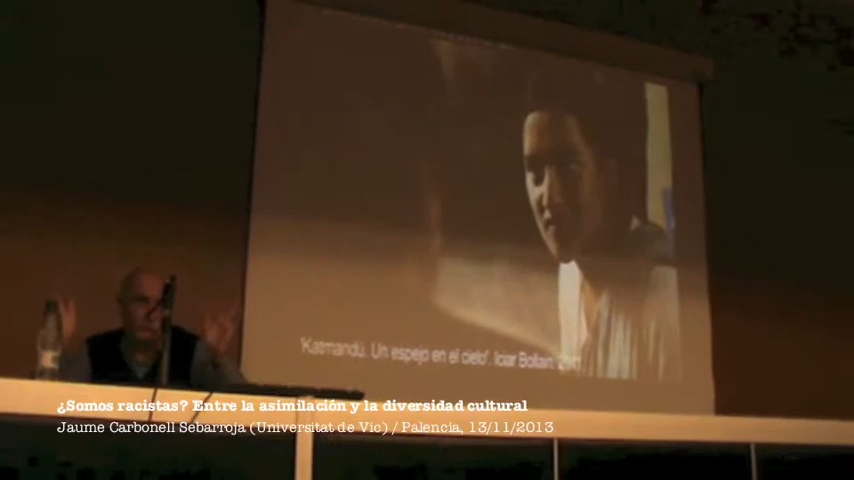 'Katmandú. Un espejo en el cielo'. Iciar Bollaín.
¿Somos racistas? Entre la asimilación y la diversidad cultural
Jaume Carbonell Sebarroja (Universitat de Vic) / Palencia, 13/11/2013